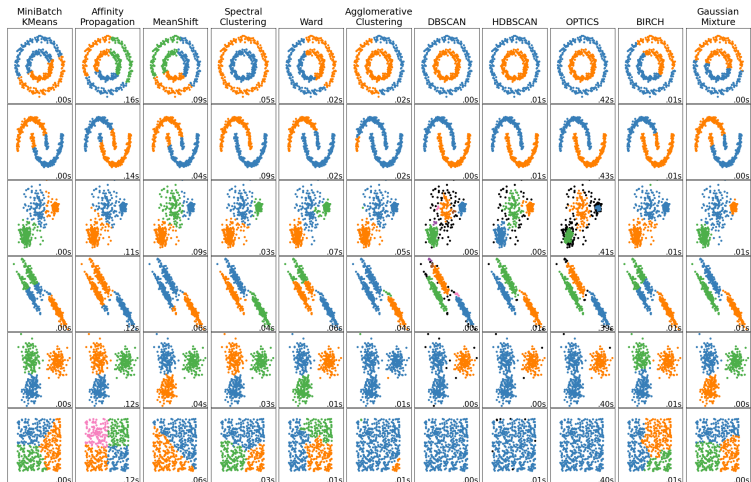 MiniBatch Affinity Spectral Agglomerative Gaussian
KMeans Propagation MeanShift Clustering Ward Clustering DBSCAN HDBSCAN OPTICS BIRCH Mixture
.00s .16s .09s .05s .02s .02s .00s .01s .42s .01s .00s
.00s .14s .04s .09s .02s .02s .00s .01s .43s .01s .00s
.00s .11s .09s .03s .07s .05s .00s .00s .41s .01s .01s
.00s .12s .06s .04s .06s .04s .00s .01s .39s .01s .01s
.00s .12s .04s .03s .01s .01s .00s .00s .40s .01s .00s
.00s .12s .06s .03s .01s .01s .00s .01s .40s .01s .00s